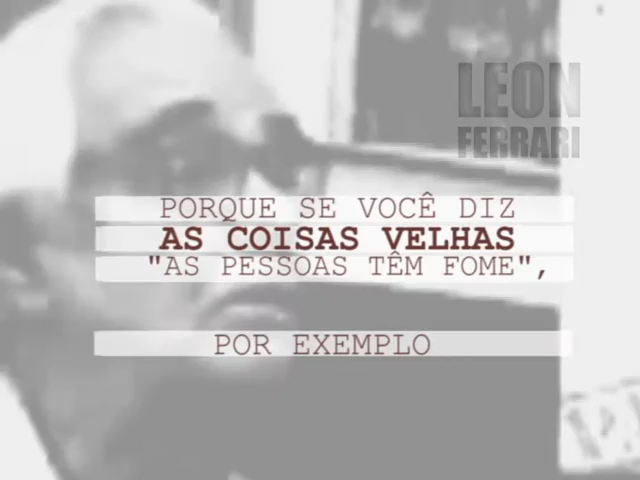 LEON
FERRARI
PORQUE SE VOCÊ DIZ
AS COISAS VELHAS
"AS PESSOAS TÊM FOME",
POR EXEMPLO